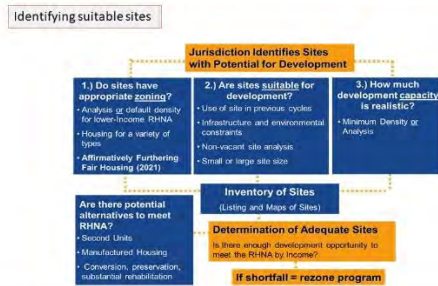 Identifying suitable sites
Jurisdiction Identifies Sites
with Potential for Development
1.) Do sites have
appropriate zoning?
• Analysis or default density
for lower-Income RHNA
• Housing for a variety of
types
• Affirmatively Furthering
Fair Housing (2021)
2.) Are sites suitable for
development?
• Use of site in previous cycles
• Infrastructure and environmental
constraints
• Non-vacant site analysis
• Small or large site size
3.) How much
development capacity
is realistic?
• Minimum Density or
Analysis
Inventory of Sites
(Listing and Maps of Sites)
Are there potential
alternatives to meet
RHNA?
• Second Units
• Manufactured Housing
• Conversion, preservation,
substantial rehabilitation
Determination of Adequate Sites
Is there enough development opportunity to
meet the RHNA by Income?
If shortfall = rezone program